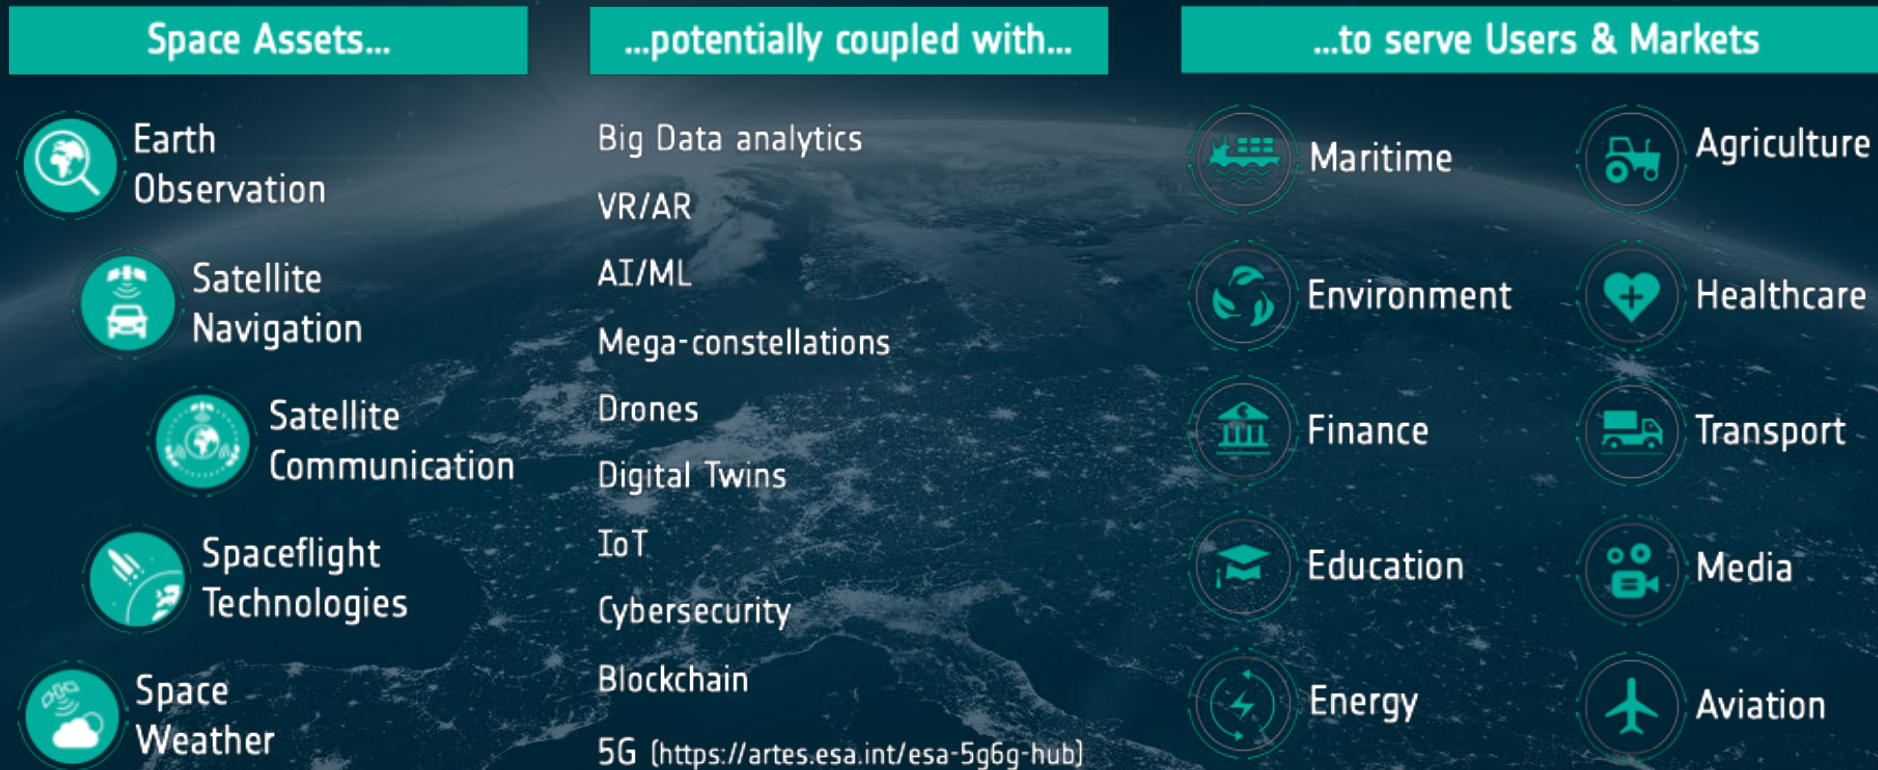 Space Assets...
Earth
Observation
Satellite
Navigation
Satellite
Communication
Spaceflight
Technologies
Space
Weather
...potentially coupled with...
Big Data analytics
VR/AR
AI/ML
Mega-constellations
Drones
Digital Twins
IoT
Cybersecurity
Blockchain
5G (https://artes.esa.int/esa-5g6g-hub)
...to serve Users & Markets
Maritime
Agriculture
Environment
Healthcare
Finance
Transport
Education
Media
Energy
Aviation